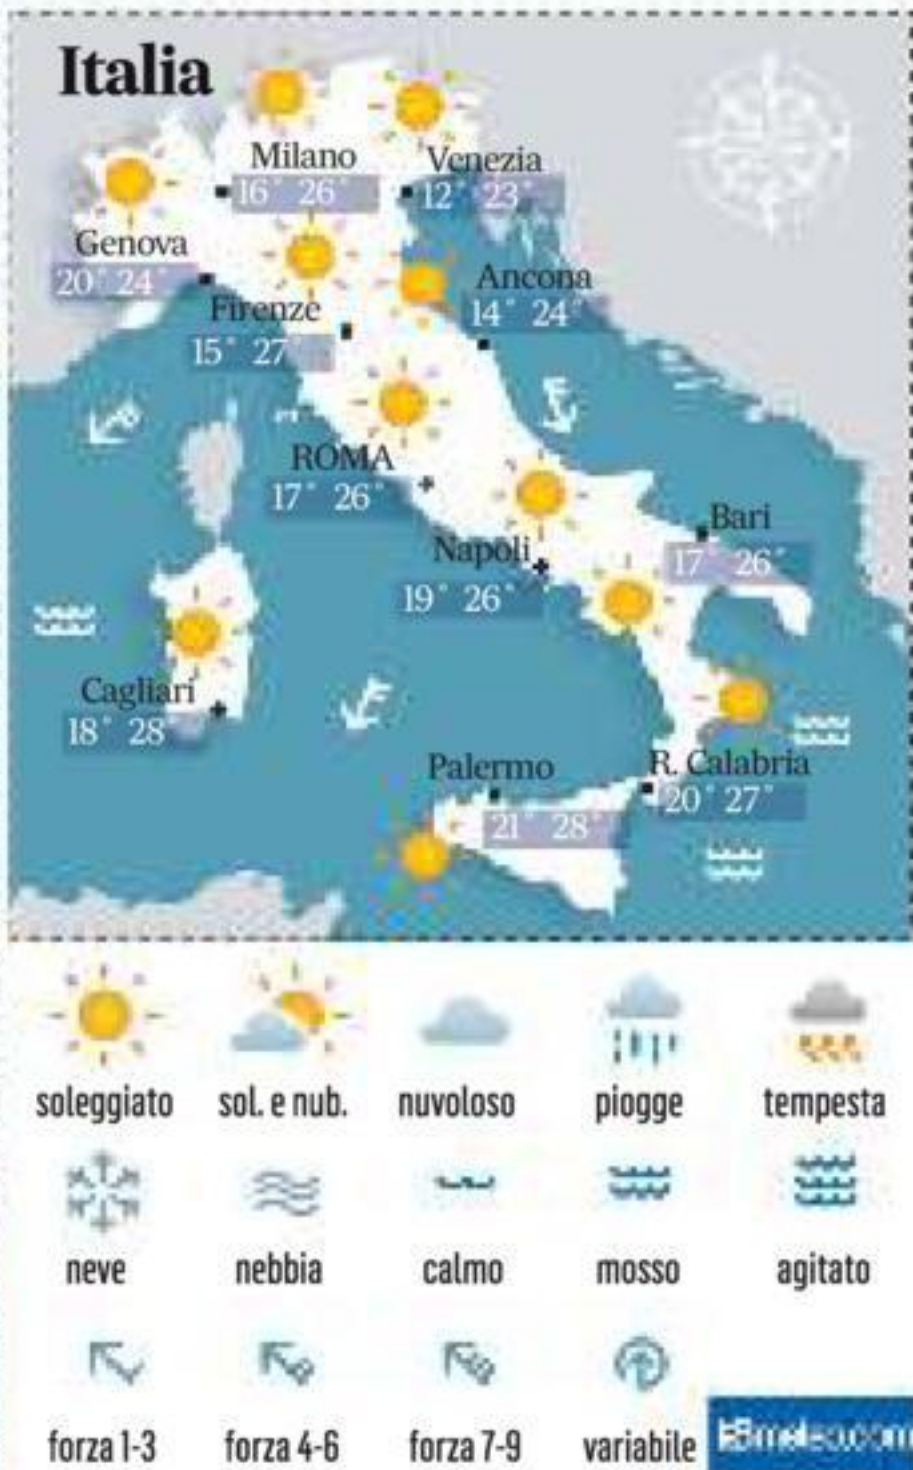 Italia
Milano
16° 26°
Venezia
12° 23°
Genova
20° 24°
Ancona
14° 24°
Firenze
15° 27°
ROMA
17° 26°
Bari
17° 26°
Napoli
19° 26°
Cagliari
18° 28°
Palermo
21° 28°
R. Calabria
20° 27°
soleggiato sol. e nub. nuvoloso piogge tempesta
neve nebbia calmo mosso agitato
forza 1-3 forza 4-6 forza 7-9 variabile